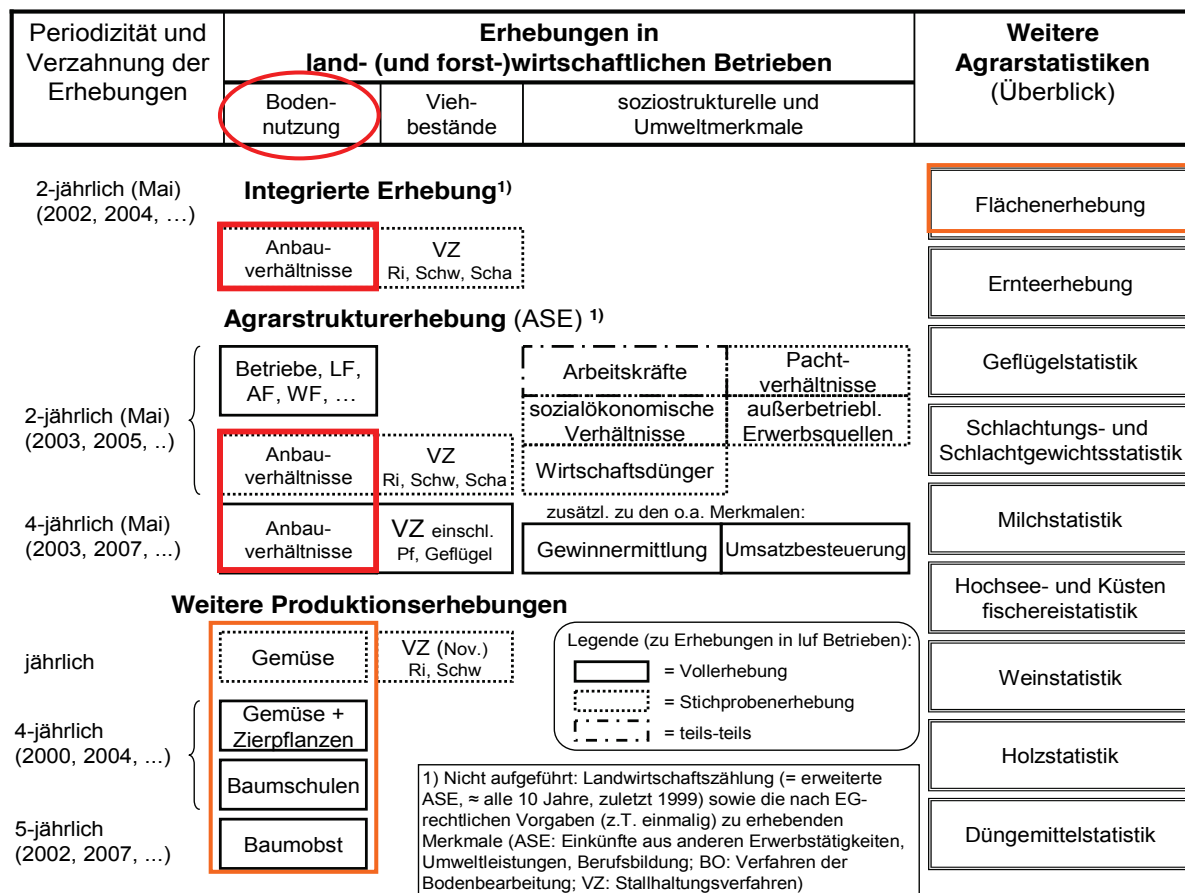 Periodizität und
Verzahnung der
Erhebungen
Erhebungen in
land- (und forst-)wirtschaftlichen Betrieben
Boden-
nutzung
Vieh-
bestände
soziostrukturelle und
Umweltmerkmale
Weitere
Agrarstatistiken
(Überblick)
2-jährlich (Mai)
(2002, 2004, …)
Integrierte Erhebung¹⁾
Anbau-
verhältnisse
VZ
Ri, Schw, Scha
Agrarstrukturerhebung (ASE) ¹⁾
2-jährlich (Mai)
(2003, 2005, ..)
Betriebe, LF,
AF, WF, …
Arbeitskräfte
Pacht-
verhältnisse
sozialökonomische
Verhältnisse
außerbetriebl.
Erwerbsquellen
Anbau-
verhältnisse
VZ
Ri, Schw, Scha
Wirtschaftsdünger
4-jährlich (Mai)
(2003, 2007, ...)
Anbau-
verhältnisse
VZ einschl.
Pf, Geflügel
zusätzl. zu den o.a. Merkmalen:
Gewinnermittlung
Umsatzbesteuerung
Weitere Produktionserhebungen
jährlich
Gemüse
VZ (Nov.)
Ri, Schw
4-jährlich
(2000, 2004, ...)
Gemüse +
Zierpflanzen
Baumschulen
5-jährlich
(2002, 2007, ...)
Baumobst
Legende (zu Erhebungen in luf Betrieben):
= Vollerhebung
= Stichprobenerhebung
= teils-teils
1) Nicht aufgeführt: Landwirtschaftszählung (= erweiterte
ASE, ≈ alle 10 Jahre, zuletzt 1999) sowie die nach EG-
rechtlichen Vorgaben (z.T. einmalig) zu erhebenden
Merkmale (ASE: Einkünfte aus anderen Erwerbstätigkeiten,
Umweltleistungen, Berufsbildung; BO: Verfahren der
Bodenbearbeitung; VZ: Stallhaltungsverfahren)
Flächenerhebung
Ernteerhebung
Geflügelstatistik
Schlachtungs- und
Schlachtgewichtsstatistik
Milchstatistik
Hochsee- und Küsten
fischereistatistik
Weinstatistik
Holzstatistik
Düngemittelstatistik